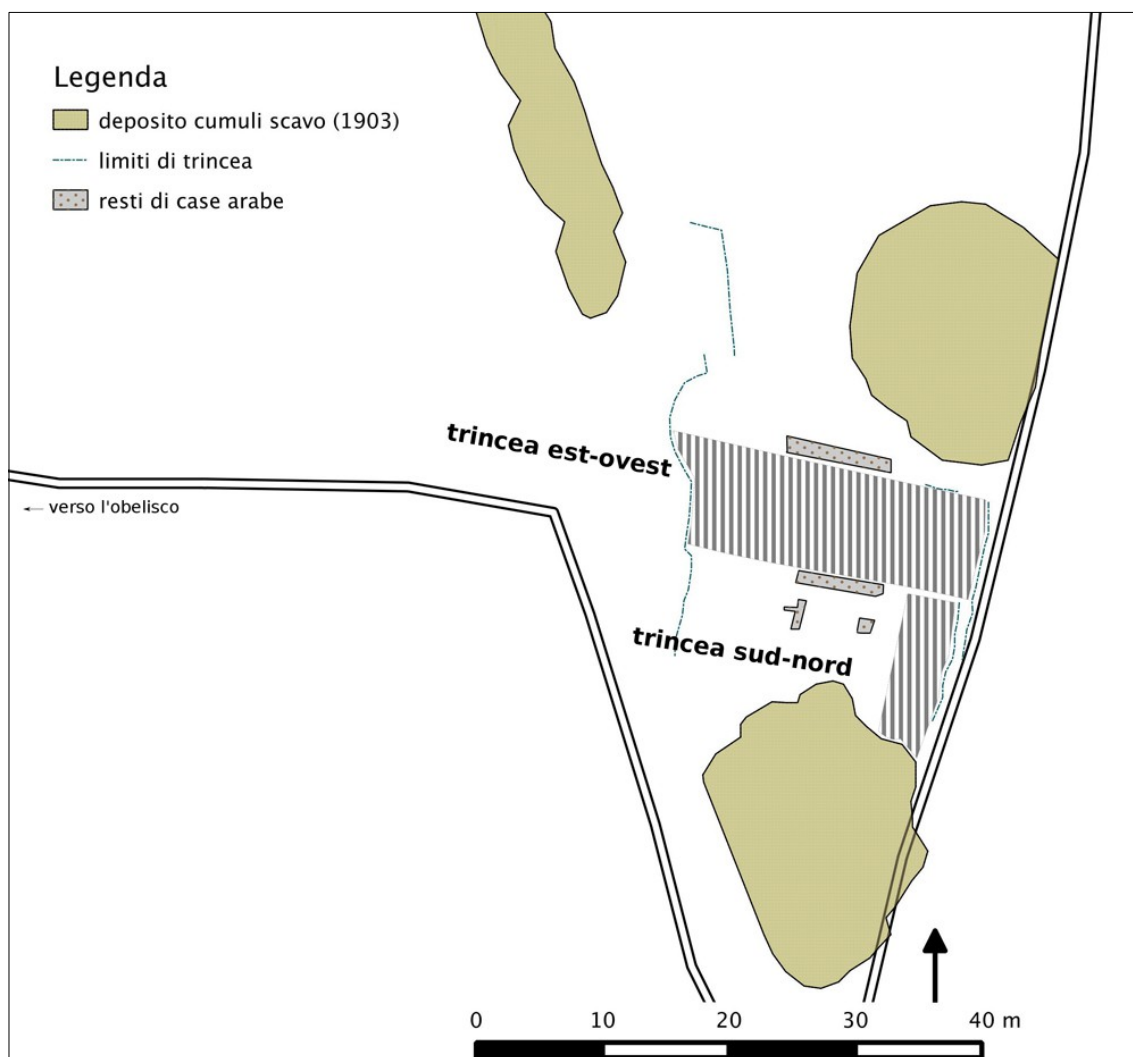 Legenda
deposito cumuli scavo (1903)
limiti di trincea
resti di case arabe
trincea est-ovest
← verso l'obelisco
trincea sud-nord
0 10 20 30 40 m